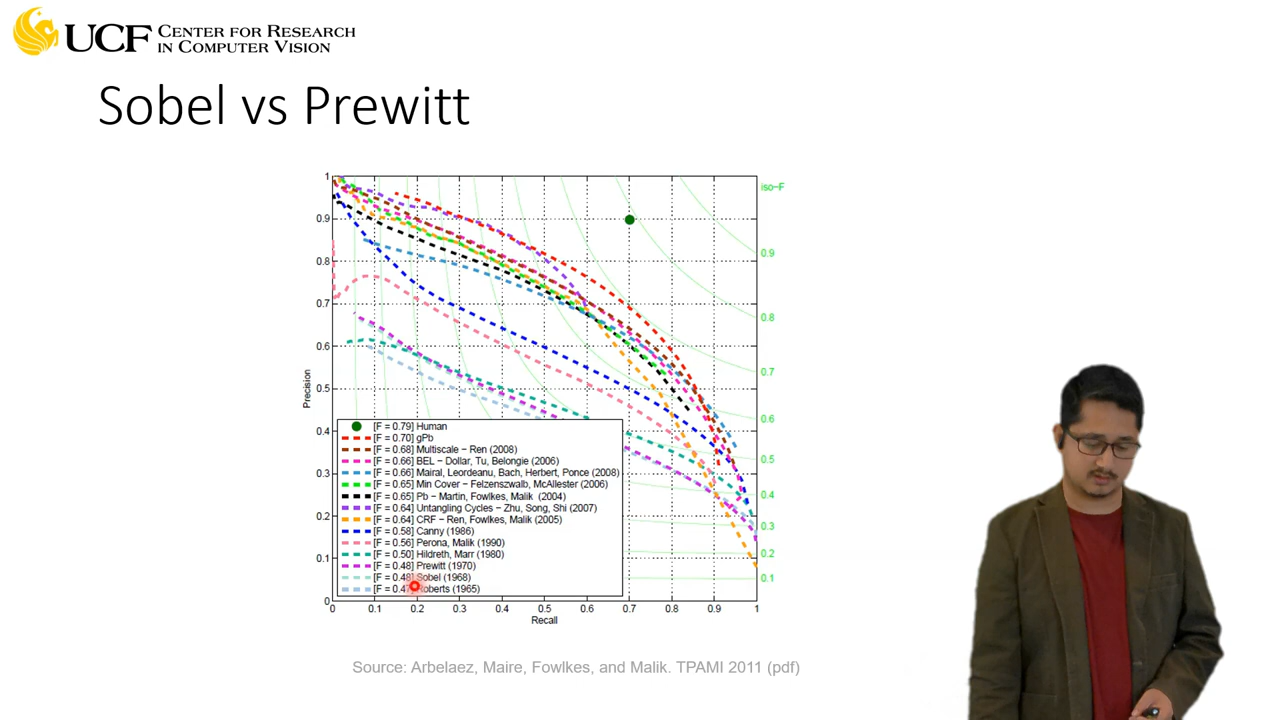 UCF CENTER FOR RESEARCH
IN COMPUTER VISION
Sobel vs Prewitt
iso-F
1
0.9
0.8
0.7
0.6
0.5
0.4
0.3
0.2
0.1
0
Precision
0.9
0.8
0.7
0.6
0.5
0.4
0.3
0.2
0.1
[F = 0.79] Human
[F = 0.70] gPb
[F = 0.68] Multiscale − Ren (2008)
[F = 0.66] BEL − Dollar, Tu, Belongie (2006)
[F = 0.66] Mairal, Leordeanu, Bach, Herbert, Ponce (2008)
[F = 0.65] Min Cover − Felzenszwalb, McAllester (2006)
[F = 0.65] Pb − Martin, Fowlkes, Malik (2004)
[F = 0.64] Untangling Cycles − Zhu, Song, Shi (2007)
[F = 0.64] CRF − Ren, Fowlkes, Malik (2005)
[F = 0.58] Canny (1986)
[F = 0.56] Perona, Malik (1990)
[F = 0.50] Hildreth, Marr (1980)
[F = 0.48] Prewitt (1970)
[F = 0.48] Sobel (1968)
[F = 0.47] Roberts (1965)
0 0.1 0.2 0.3 0.4 0.5 0.6 0.7 0.8 0.9 1
Recall
Source: Arbelaez, Maire, Fowlkes, and Malik. TPAMI 2011 (pdf)